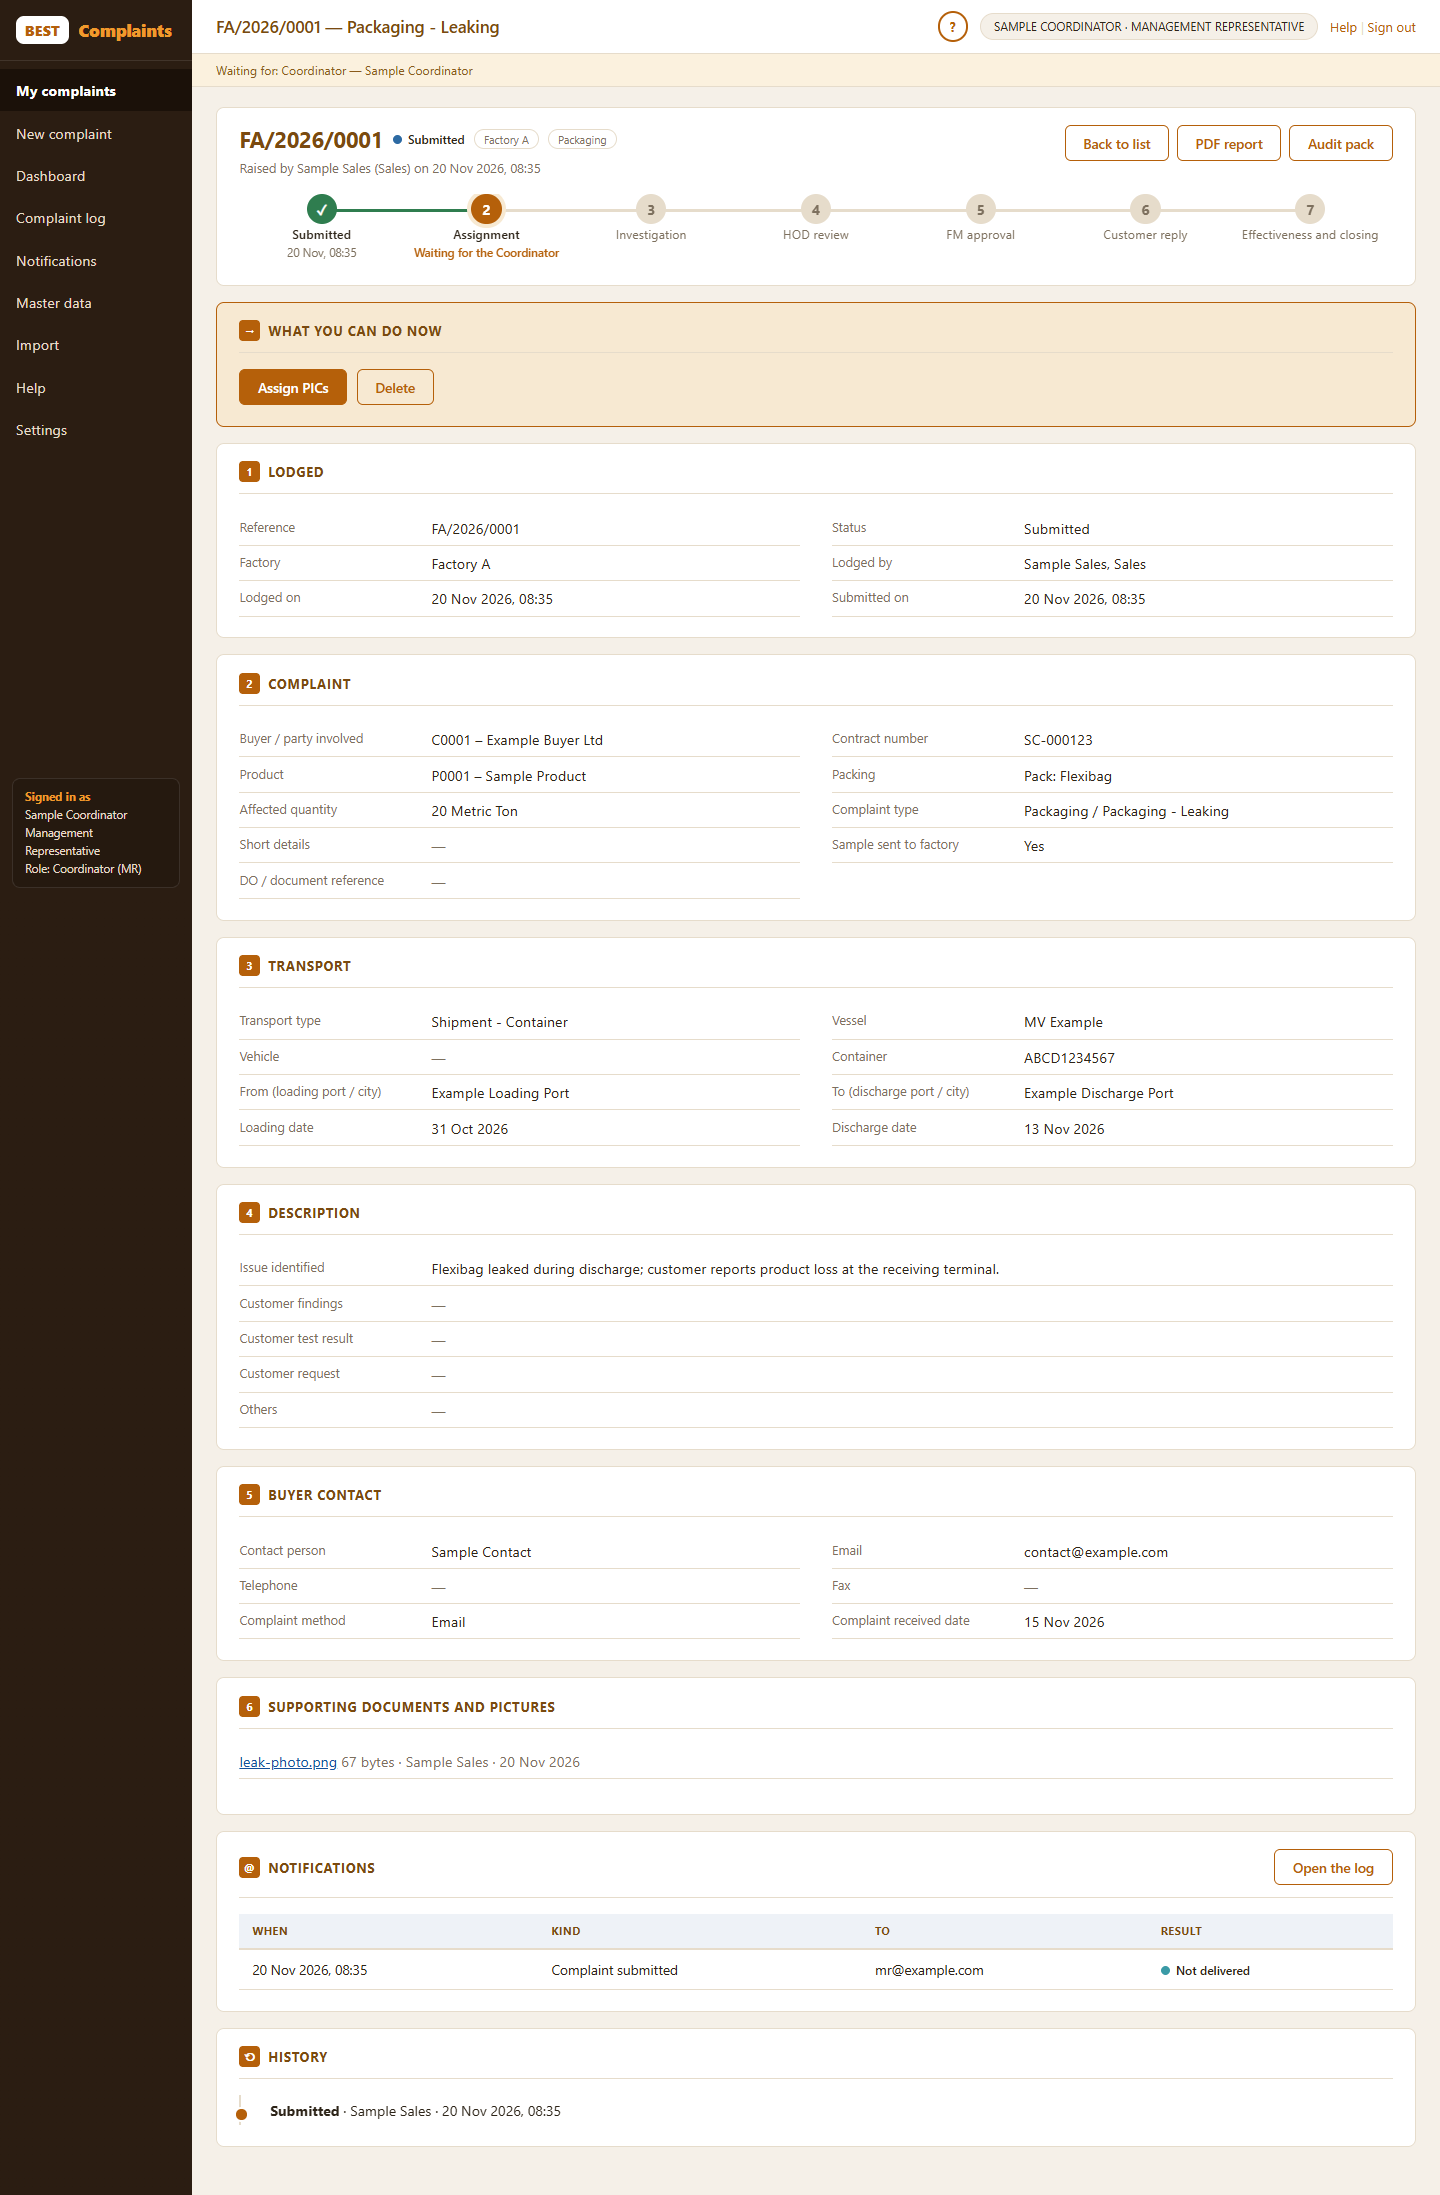 BEST Complaints
My complaints
New complaint
Dashboard
Complaint log
Notifications
Master data
Import
Help
Settings
Signed in as
Sample Coordinator
Management
Representative
Role: Coordinator (MR)
FA/2026/0001 — Packaging - Leaking
?
SAMPLE COORDINATOR · MANAGEMENT REPRESENTATIVE
Help | Sign out
Waiting for: Coordinator — Sample Coordinator
FA/2026/0001 Submitted Factory A Packaging
Back to list PDF report Audit pack
Raised by Sample Sales (Sales) on 20 Nov 2026, 08:35
✓ 2 3 4 5 6 7
Submitted Assignment Investigation HOD review FM approval Customer reply Effectiveness and closing
20 Nov, 08:35 Waiting for the Coordinator
→ WHAT YOU CAN DO NOW
Assign PICs Delete
1 LODGED
Reference FA/2026/0001 Status Submitted
Factory Factory A Lodged by Sample Sales, Sales
Lodged on 20 Nov 2026, 08:35 Submitted on 20 Nov 2026, 08:35
2 COMPLAINT
Buyer / party involved C0001 – Example Buyer Ltd Contract number SC-000123
Product P0001 – Sample Product Packing Pack: Flexibag
Affected quantity 20 Metric Ton Complaint type Packaging / Packaging - Leaking
Short details — Sample sent to factory Yes
DO / document reference —
3 TRANSPORT
Transport type Shipment - Container Vessel MV Example
Vehicle — Container ABCD1234567
From (loading port / city) Example Loading Port To (discharge port / city) Example Discharge Port
Loading date 31 Oct 2026 Discharge date 13 Nov 2026
4 DESCRIPTION
Issue identified Flexibag leaked during discharge; customer reports product loss at the receiving terminal.
Customer findings —
Customer test result —
Customer request —
Others —
5 BUYER CONTACT
Contact person Sample Contact Email contact@example.com
Telephone — Fax —
Complaint method Email Complaint received date 15 Nov 2026
6 SUPPORTING DOCUMENTS AND PICTURES
leak-photo.png 67 bytes · Sample Sales · 20 Nov 2026
@ NOTIFICATIONS Open the log
WHEN KIND TO RESULT
20 Nov 2026, 08:35 Complaint submitted mr@example.com Not delivered
HISTORY
Submitted · Sample Sales · 20 Nov 2026, 08:35